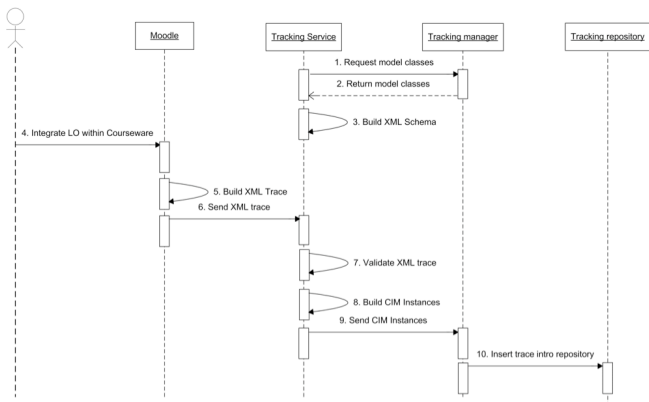 Moodle
Tracking Service
Tracking manager
Tracking repository
1. Request model classes
2. Return model classes
3. Build XML Schema
4. Integrate LO within Courseware
5. Build XML Trace
6. Send XML trace
7. Validate XML trace
8. Build CIM Instances
9. Send CIM Instances
10. Insert trace intro repository